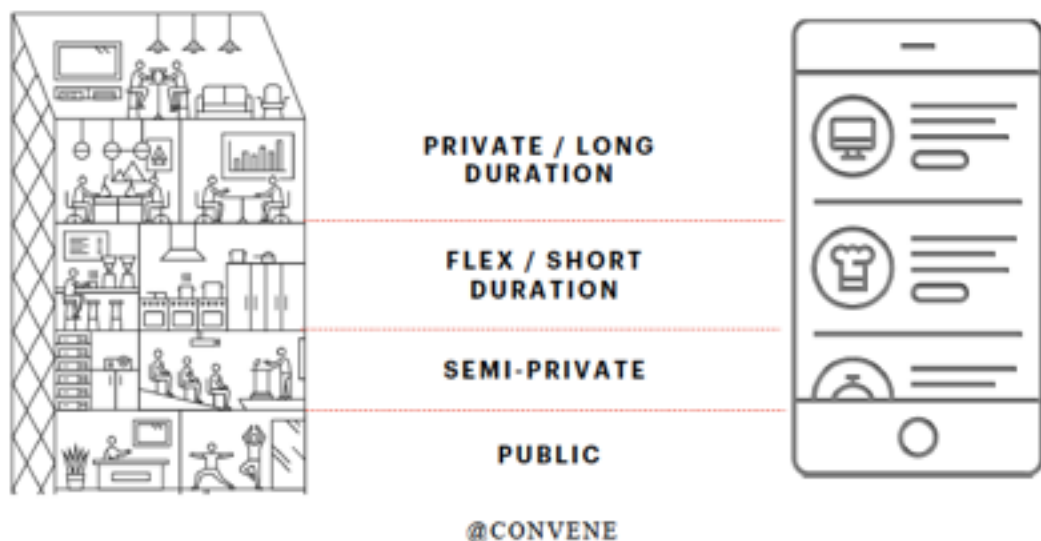 PRIVATE / LONG
DURATION
FLEX / SHORT
DURATION
SEMI-PRIVATE
PUBLIC
@CONVENE